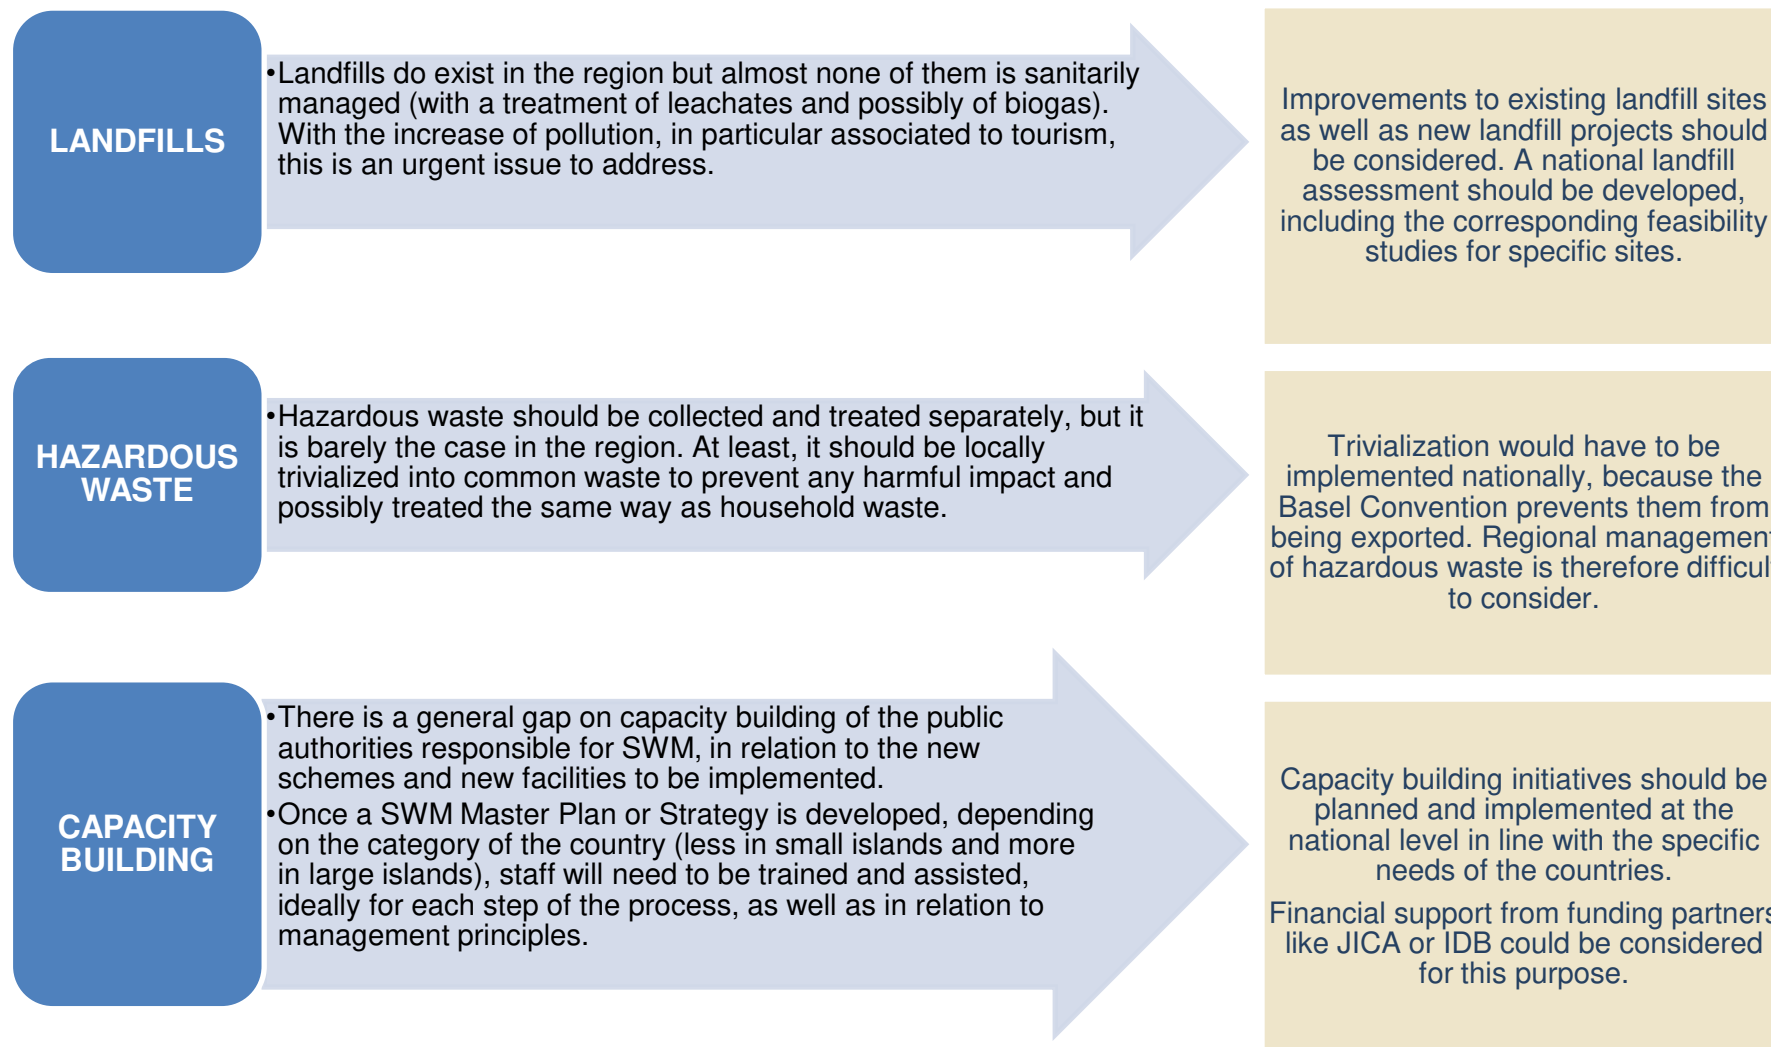 LANDFILLS
•Landfills do exist in the region but almost none of them is sanitarily
managed (with a treatment of leachates and possibly of biogas).
With the increase of pollution, in particular associated to tourism,
this is an urgent issue to address.
Improvements to existing landfill sites
as well as new landfill projects should
be considered. A national landfill
assessment should be developed,
including the corresponding feasibility
studies for specific sites.
HAZARDOUS
WASTE
•Hazardous waste should be collected and treated separately, but it
is barely the case in the region. At least, it should be locally
trivialized into common waste to prevent any harmful impact and
possibly treated the same way as household waste.
Trivialization would have to be
implemented nationally, because the
Basel Convention prevents them from
being exported. Regional management
of hazardous waste is therefore difficult
to consider.
CAPACITY
BUILDING
•There is a general gap on capacity building of the public
authorities responsible for SWM, in relation to the new
schemes and new facilities to be implemented.
•Once a SWM Master Plan or Strategy is developed, depending
on the category of the country (less in small islands and more
in large islands), staff will need to be trained and assisted,
ideally for each step of the process, as well as in relation to
management principles.
Capacity building initiatives should be
planned and implemented at the
national level in line with the specific
needs of the countries.
Financial support from funding partners
like JICA or IDB could be considered
for this purpose.